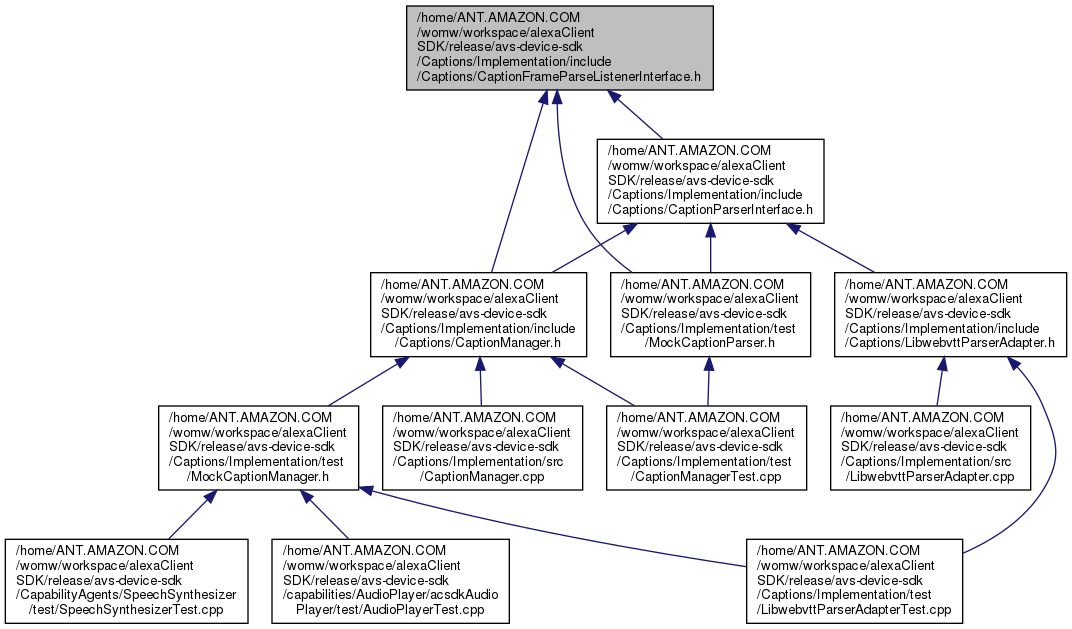 /home/ANT.AMAZON.COM
/womw/workspace/alexaClient
SDK/release/avs-device-sdk
/Captions/Implementation/include
/Captions/CaptionFrameParseListenerInterface.h
/home/ANT.AMAZON.COM
/womw/workspace/alexaClient
SDK/release/avs-device-sdk
/Captions/Implementation/include
/Captions/CaptionParserInterface.h
/home/ANT.AMAZON.COM
/womw/workspace/alexaClient
SDK/release/avs-device-sdk
/Captions/Implementation/include
/Captions/CaptionManager.h
/home/ANT.AMAZON.COM
/womw/workspace/alexaClient
SDK/release/avs-device-sdk
/Captions/Implementation/test
/MockCaptionParser.h
/home/ANT.AMAZON.COM
/womw/workspace/alexaClient
SDK/release/avs-device-sdk
/Captions/Implementation/include
/Captions/LibwebvttParserAdapter.h
/home/ANT.AMAZON.COM
/womw/workspace/alexaClient
SDK/release/avs-device-sdk
/Captions/Implementation/test
/MockCaptionManager.h
/home/ANT.AMAZON.COM
/womw/workspace/alexaClient
SDK/release/avs-device-sdk
/Captions/Implementation/src
/CaptionManager.cpp
/home/ANT.AMAZON.COM
/womw/workspace/alexaClient
SDK/release/avs-device-sdk
/Captions/Implementation/test
/CaptionManagerTest.cpp
/home/ANT.AMAZON.COM
/womw/workspace/alexaClient
SDK/release/avs-device-sdk
/Captions/Implementation/src
/LibwebvttParserAdapter.cpp
/home/ANT.AMAZON.COM
/womw/workspace/alexaClient
SDK/release/avs-device-sdk
/CapabilityAgents/SpeechSynthesizer
/test/SpeechSynthesizerTest.cpp
/home/ANT.AMAZON.COM
/womw/workspace/alexaClient
SDK/release/avs-device-sdk
/capabilities/AudioPlayer/acsdkAudio
Player/test/AudioPlayerTest.cpp
/home/ANT.AMAZON.COM
/womw/workspace/alexaClient
SDK/release/avs-device-sdk
/Captions/Implementation/test
/LibwebvttParserAdapterTest.cpp